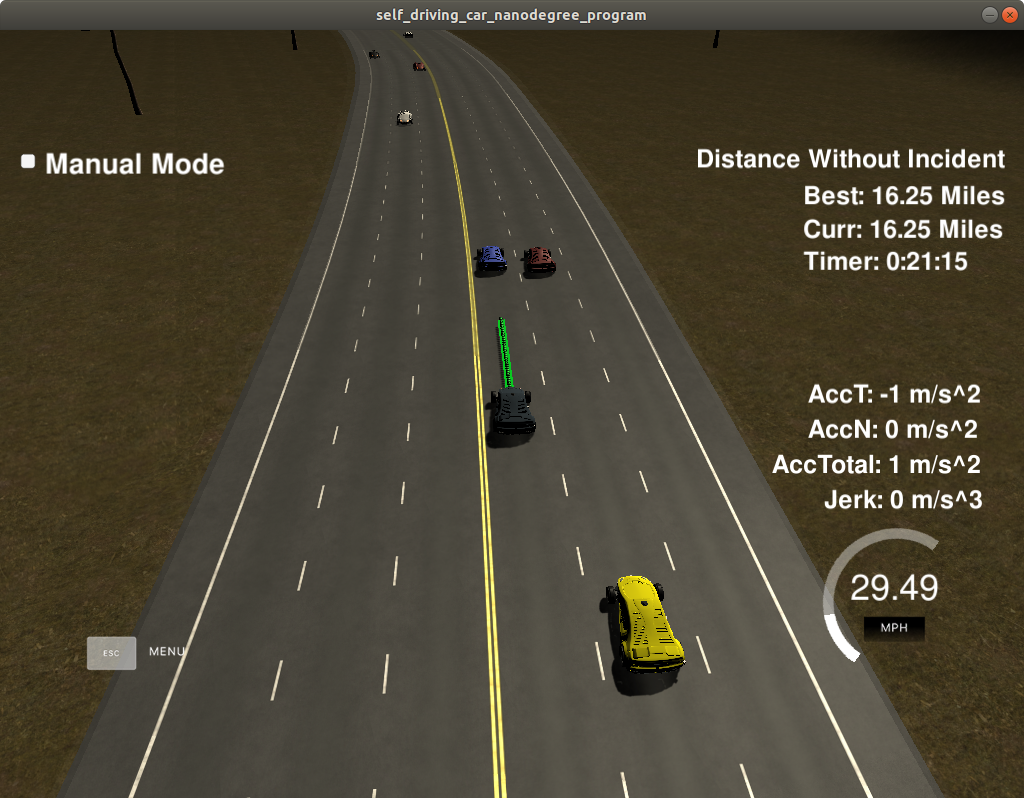 self_driving_car_nanodegree_program
Manual Mode
Distance Without Incident
Best: 16.25 Miles
Curr: 16.25 Miles
Timer: 0:21:15
AccT: -1 m/s^2
AccN: 0 m/s^2
AccTotal: 1 m/s^2
Jerk: 0 m/s^3
29.49
MPH
ESC MENU